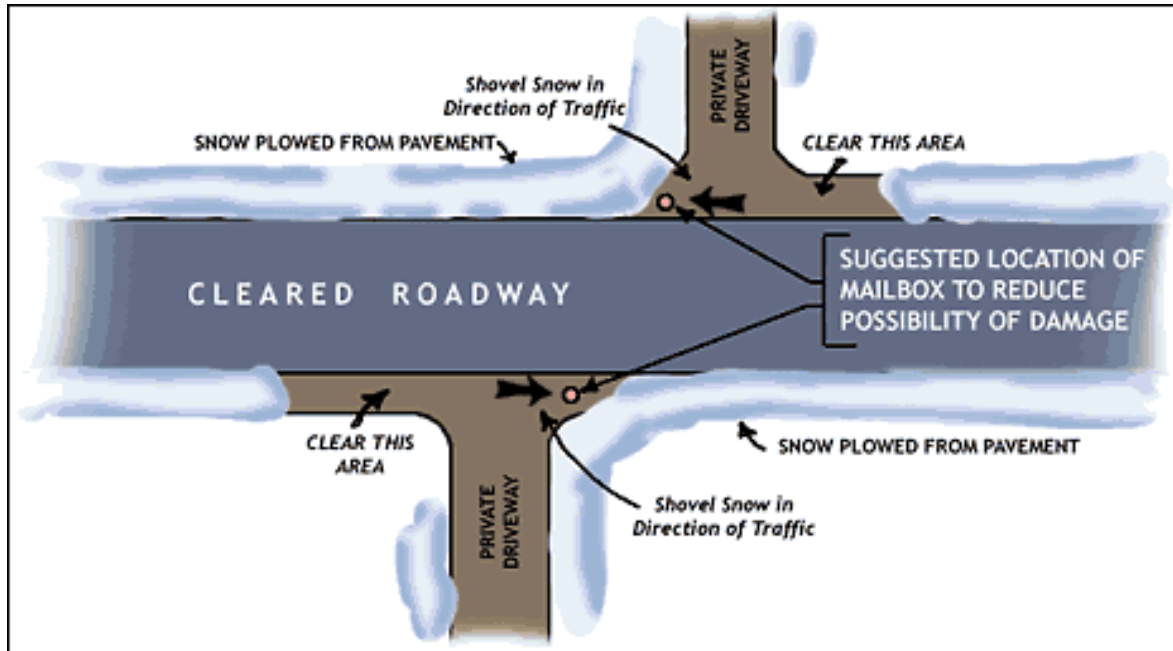 PRIVATE
DRIVEWAY
Shovel Snow in
Direction of Traffic
SNOW PLOWED FROM PAVEMENT
CLEAR THIS AREA
CLEARED ROADWAY
SUGGESTED LOCATION OF
MAILBOX TO REDUCE
POSSIBILITY OF DAMAGE
CLEAR THIS
AREA
SNOW PLOWED FROM PAVEMENT
PRIVATE
DRIVEWAY
Shovel Snow in
Direction of Traffic